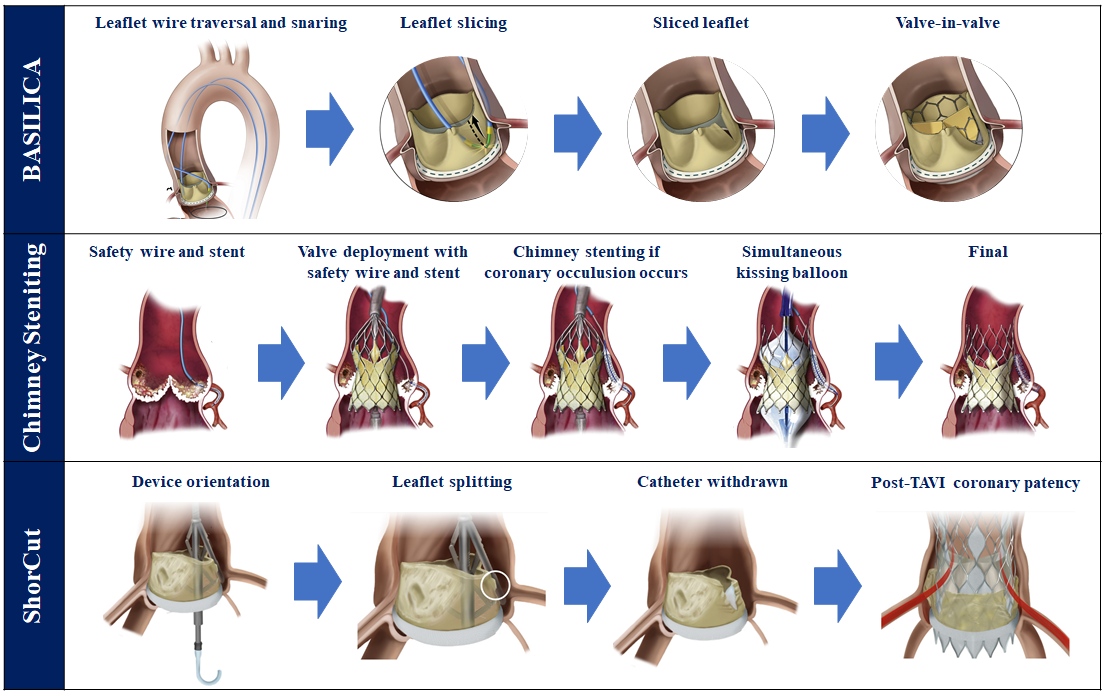 BASILICA
Leaflet wire traversal and snaring
Leaflet slicing
Sliced leaflet
Valve-in-valve
Chimney Steniting
Safety wire and stent
Valve deployment with
safety wire and stent
Chimney stenting if
coronary occulusion occurs
Simultaneous
kissing balloon
Final
ShorCut
Device orientation
Leaflet splitting
Catheter withdrawn
Post-TAVI coronary patency